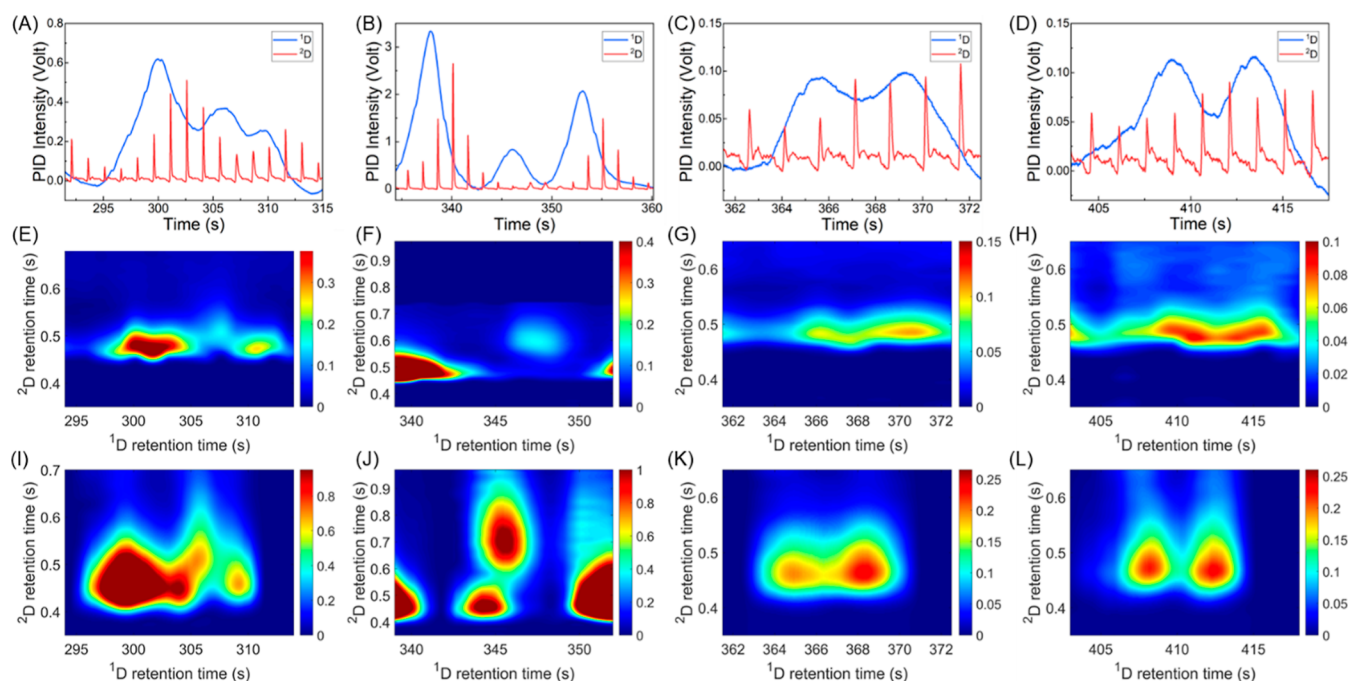 (A)
PID Intensity (Volt)
0.8
0.6
0.4
0.2
0.0
295 300 305 310 315
Time (s)
¹D
²D
(B)
PID Intensity (Volt)
3
2
1
0
340 350 360
Time (s)
¹D
²D
(C)
PID Intensity (Volt)
0.15
0.10
0.05
0.00
362 364 366 368 370 372
Time (s)
¹D
²D
(D)
PID Intensity (Volt)
0.15
0.10
0.05
0.00
405 410 415
Time (s)
¹D
²D
(E)
²D retention time (s)
0.6
0.5
0.4
295 300 305 310
¹D retention time (s)
0.3
0.2
0.1
0
(F)
²D retention time (s)
0.9
0.8
0.7
0.6
0.5
0.4
340 345 350
¹D retention time (s)
0.4
0.3
0.2
0.1
0
(G)
²D retention time (s)
0.6
0.5
0.4
362 364 366 368 370 372
¹D retention time (s)
0.15
0.1
0.05
0
(H)
²D retention time (s)
0.6
0.5
0.4
405 410 415
¹D retention time (s)
0.1
0.08
0.06
0.04
0.02
0
(I)
²D retention time (s)
0.7
0.6
0.5
0.4
295 300 305 310
¹D retention time (s)
0.8
0.6
0.4
0.2
0
(J)
²D retention time (s)
0.9
0.8
0.7
0.6
0.5
0.4
340 345 350
¹D retention time (s)
1
0.8
0.6
0.4
0.2
0
(K)
²D retention time (s)
0.6
0.5
0.4
362 364 366 368 370 372
¹D retention time (s)
0.25
0.2
0.15
0.1
0.05
0
(L)
²D retention time (s)
0.6
0.5
0.4
405 410 415
¹D retention time (s)
0.25
0.2
0.15
0.1
0.05
0